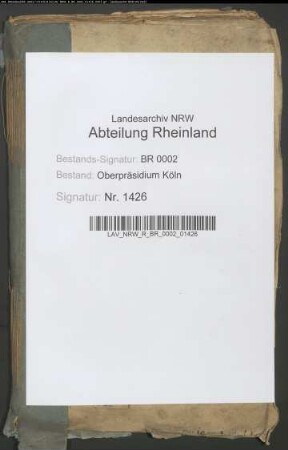 Landesarchiv NRW
Abteilung Rheinland
Bestands-Signatur: BR 0002
Bestand: Oberpräsidium Köln
Signatur: Nr. 1426
LAV_NRW_R_BR_0002_01426